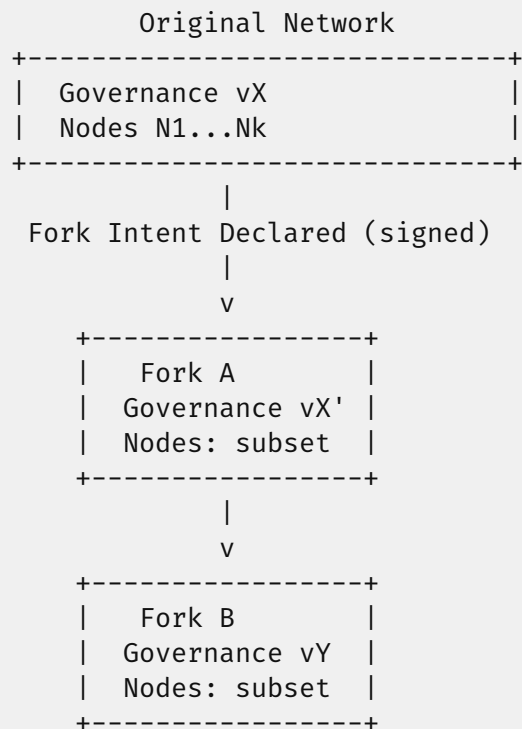 Original Network
Governance vX
Nodes N1...Nk
Fork Intent Declared (signed)
v
Fork A
Governance vX'
Nodes: subset
v
Fork B
Governance vY
Nodes: subset